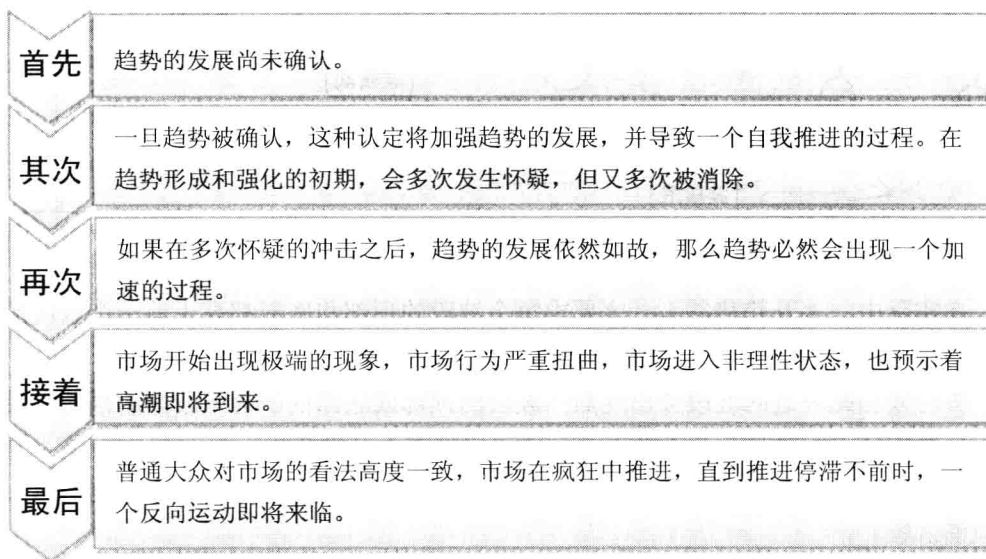 首先
趋势的发展尚未确认。
其次
一旦趋势被确认，这种认定将加强趋势的发展，并导致一个自我推进的过程。在
趋势形成和强化的初期，会多次发生怀疑，但又多次被消除。
再次
如果在多次怀疑的冲击之后，趋势的发展依然如故，那么趋势必然会出现一个加
速的过程。
接着
市场开始出现极端的现象，市场行为严重扭曲，市场进入非理性状态，也预示着
高潮即将到来。
最后
普通大众对市场的看法高度一致，市场在疯狂中推进，直到推进停滞不前时，一
个反向运动即将来临。